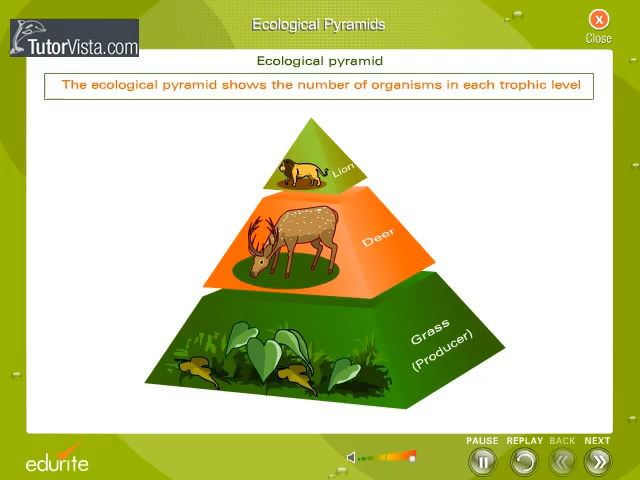 Ecological Pyramids
X
Close
TutorVista.com
Ecological pyramid
The ecological pyramid shows the number of organisms in each trophic level
Lion
Deer
Grass
(Producer)
PAUSE REPLAY BACK NEXT
edurite